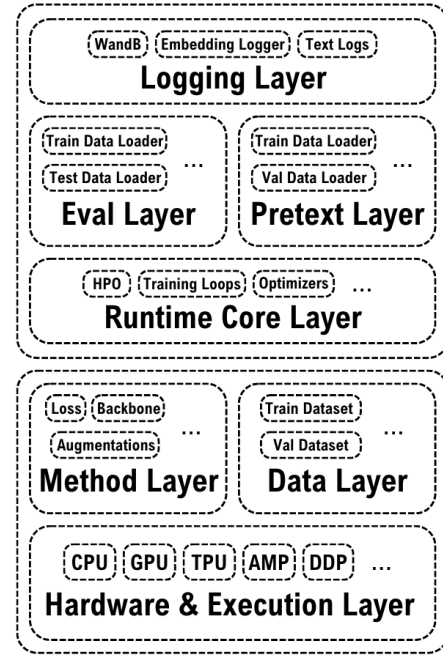 WandB Embedding Logger Text Logs
Logging Layer
Train Data Loader
Test Data Loader
...
Eval Layer
Train Data Loader
Val Data Loader
...
Pretext Layer
HPO Training Loops Optimizers ...
Runtime Core Layer
Loss Backbone
Augmentations
...
Method Layer
Train Dataset
Val Dataset
...
Data Layer
CPU GPU TPU AMP DDP ...
Hardware & Execution Layer